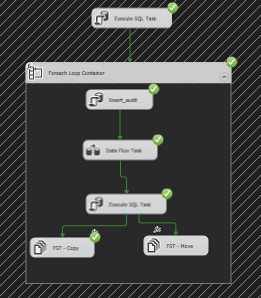 Execute SQL Task
Foreach Loop Container
Insert_audit
Data Flow Task
Execute SQL Task
FST - Copy
FST - Move